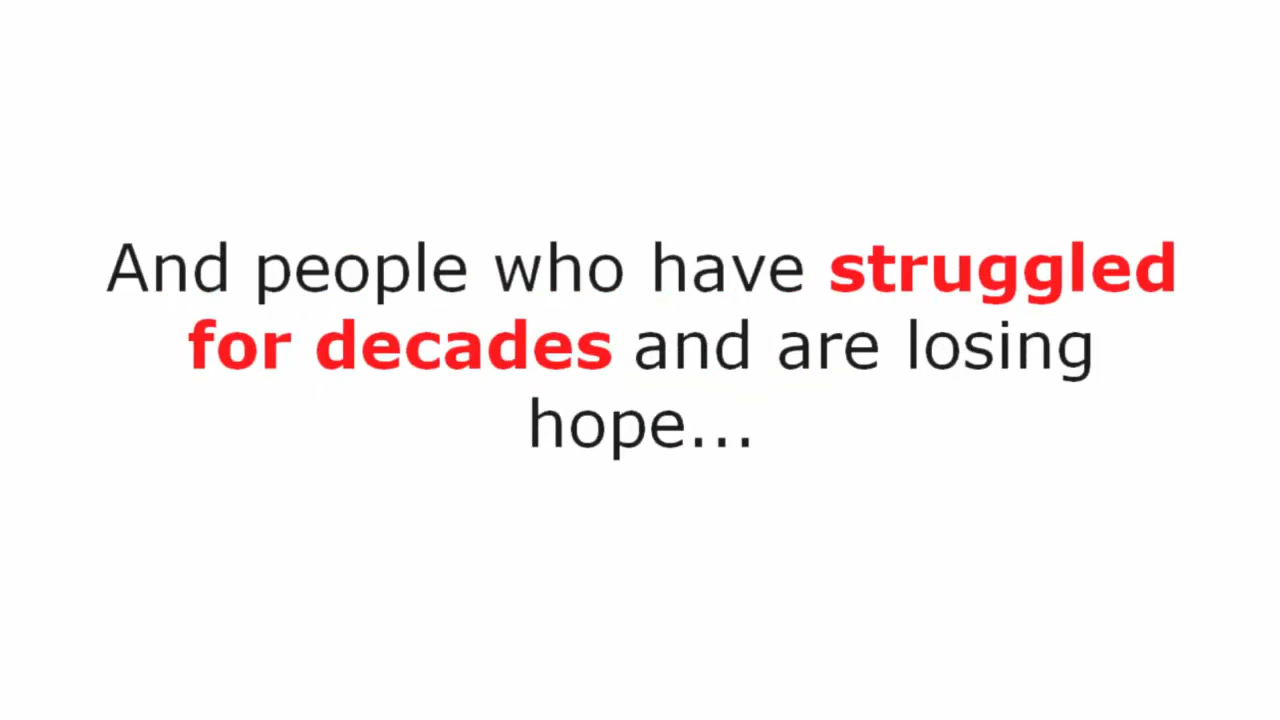 And people who have struggled
for decades and are losing
hope...